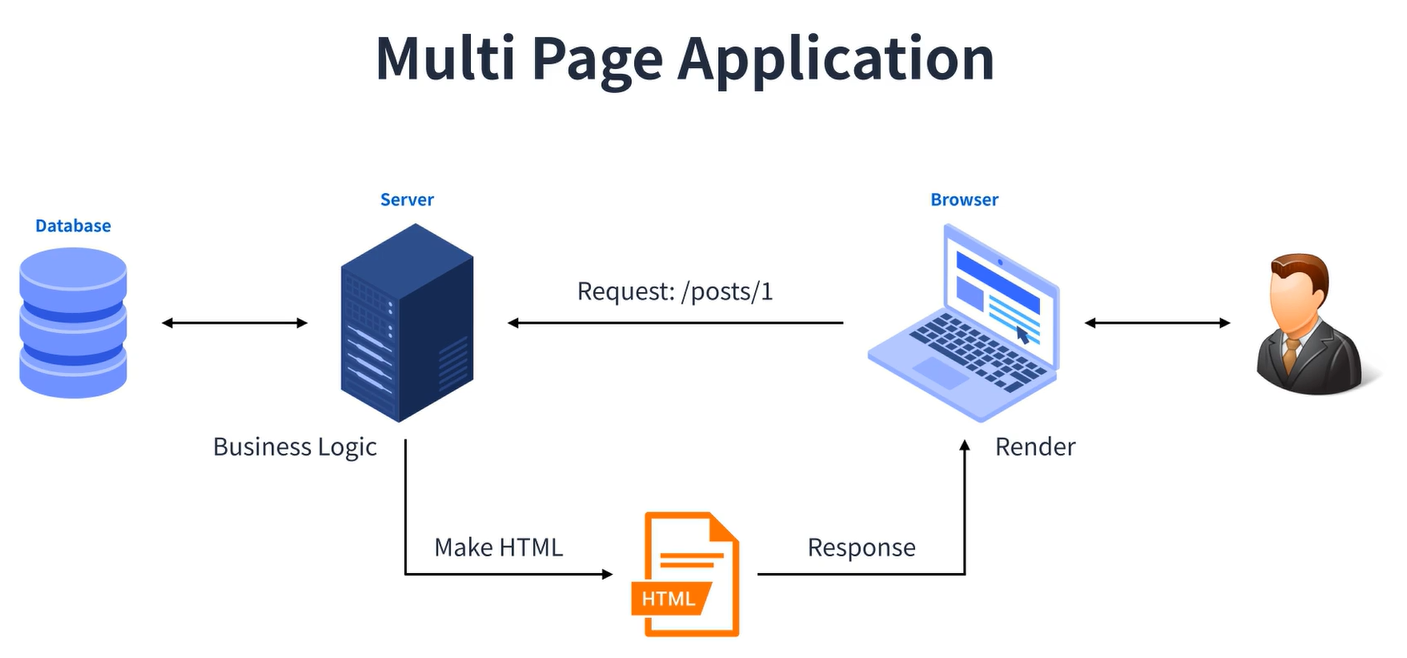 Multi Page Application
Server
Browser
Database
Request: /posts/1
Business Logic
Render
Make HTML
Response
HTML